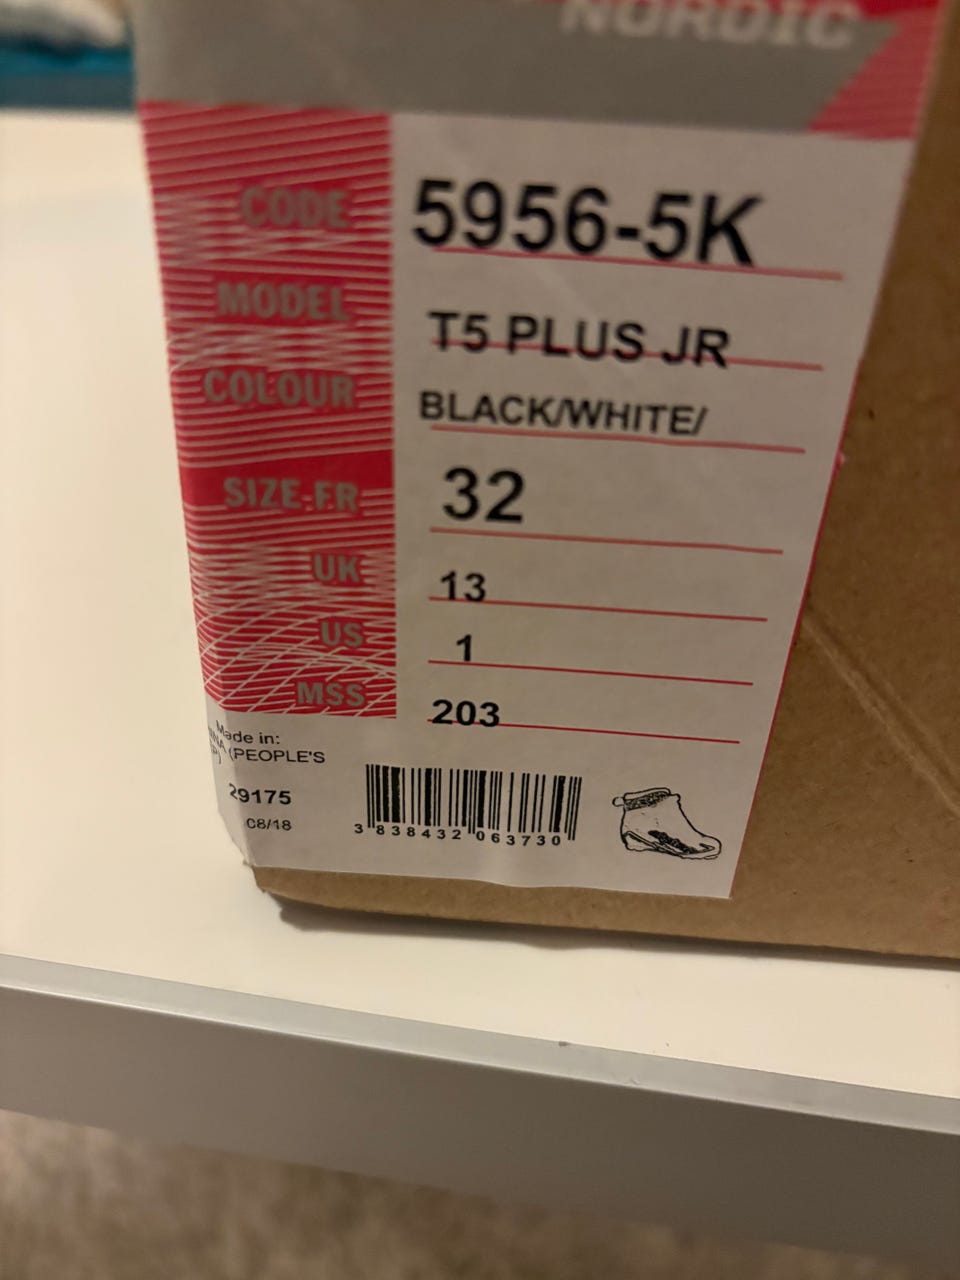 NORDIC
CODE 5956-5K
MODEL T5 PLUS JR
COLOUR BLACK/WHITE/
SIZE-FR 32
UK 13
US 1
MSS 203
Made in:
(PEOPLE'S
29175
08/18
3 838432 063730